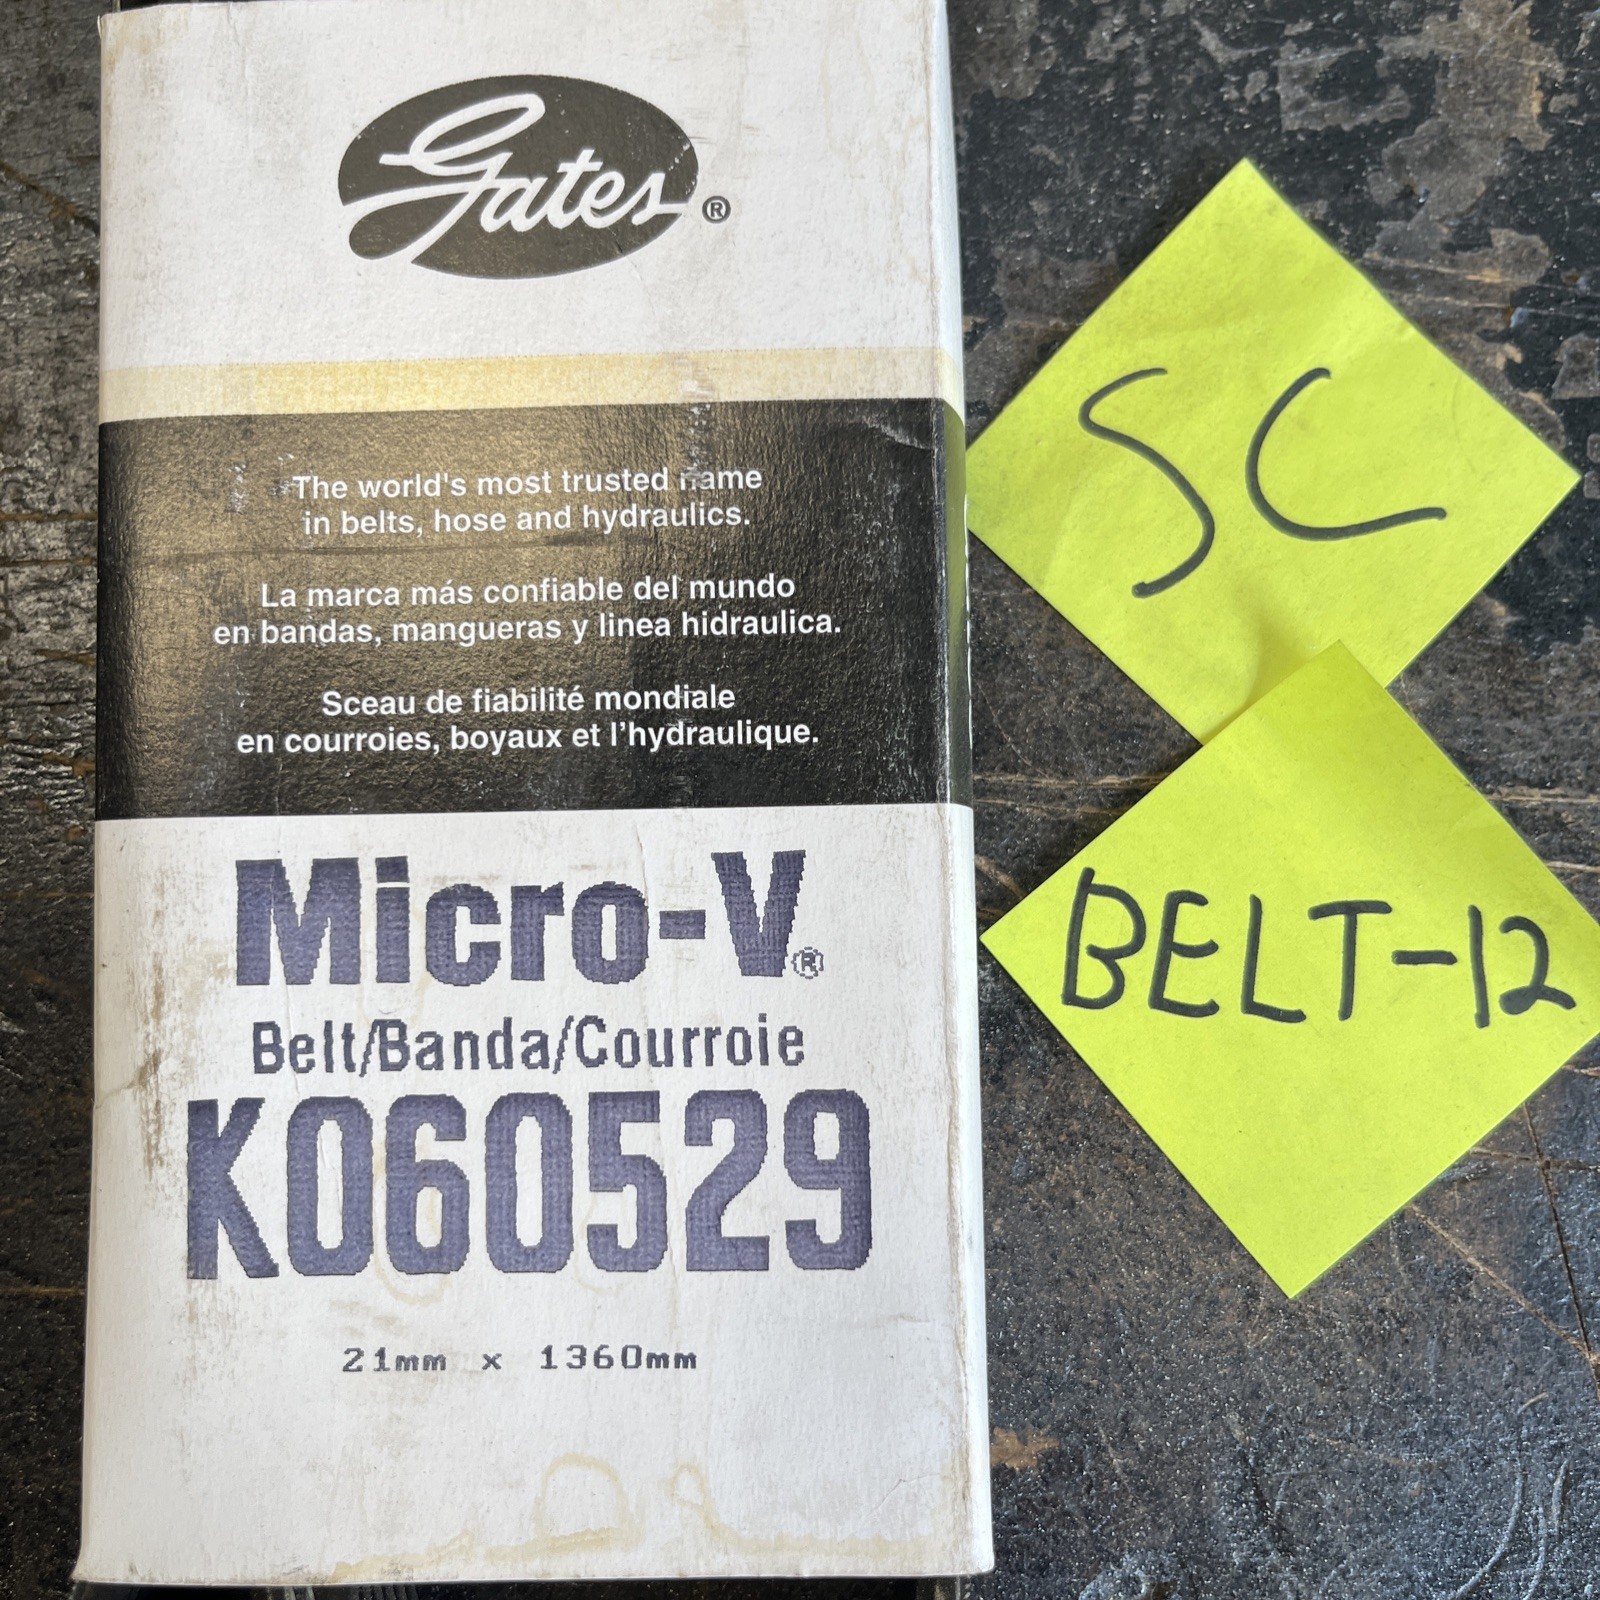 Gates®
The world's most trusted name
in belts, hose and hydraulics.
La marca más confiable del mundo
en bandas, mangueras y linea hidraulica.
Sceau de fiabilité mondiale
en courroies, boyaux et l'hydraulique.
Micro-V®
Belt/Banda/Courroie
K060529
21mm x 1360mm
SC
BELT-12